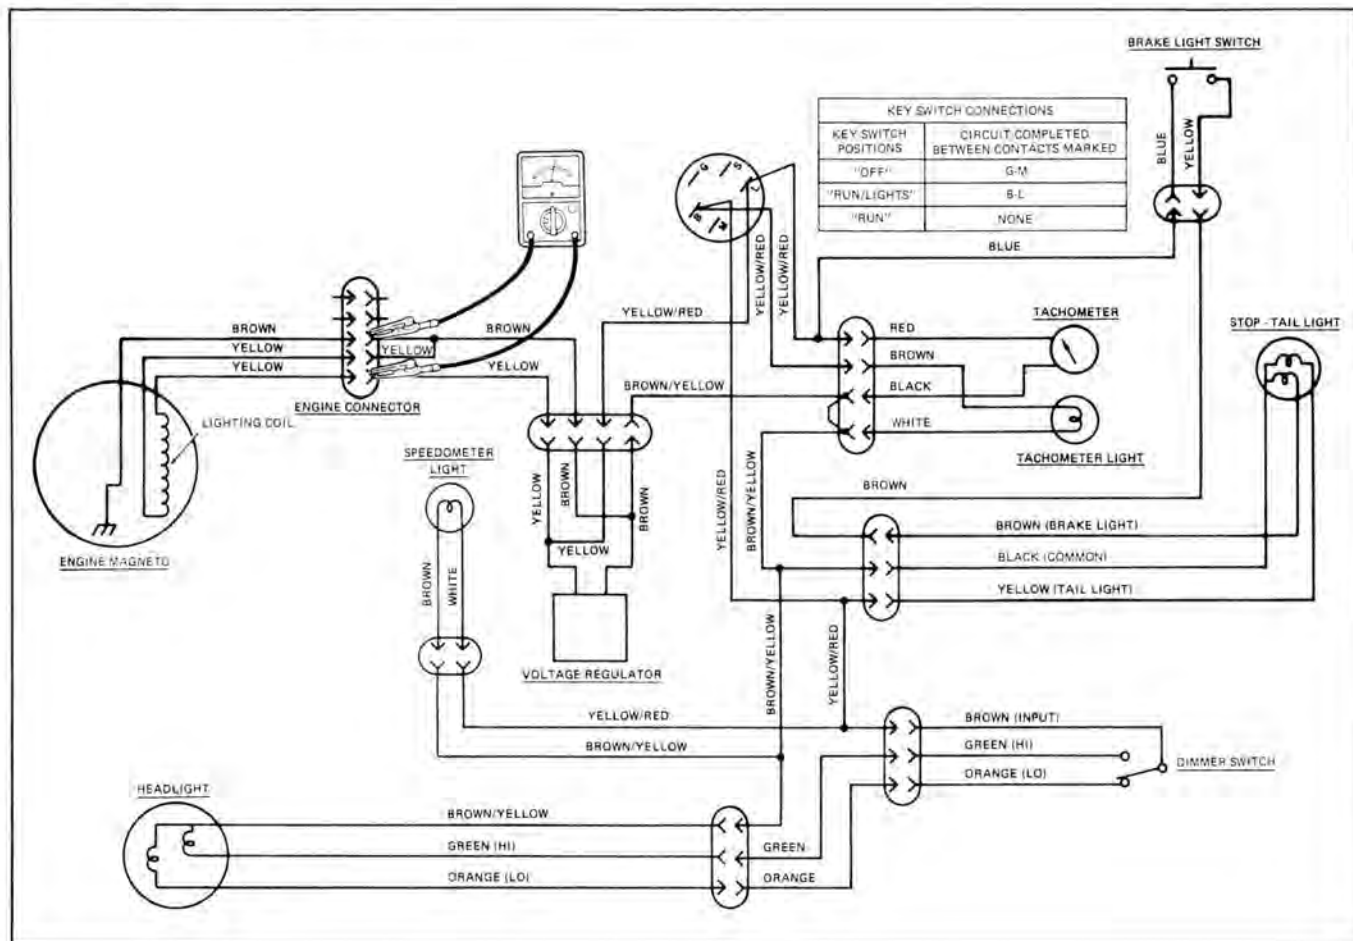 BRAKE LIGHT SWITCH
KEY SWITCH CONNECTIONS
KEY SWITCH POSITIONS
CIRCUIT COMPLETED BETWEEN CONTACTS MARKED
"OFF"
G-M
"RUN/LIGHTS"
B-L
"RUN"
NONE
BLUE
YELLOW
G
S
L
B
M
BLUE
YELLOW/RED
YELLOW/RED
YELLOW/RED
BROWN
YELLOW
YELLOW
BROWN
YELLOW
YELLOW
ENGINE CONNECTOR
LIGHTING COIL
ENGINE MAGNETO
BROWN/YELLOW
RED
BROWN
BLACK
WHITE
TACHOMETER
TACHOMETER LIGHT
STOP - TAIL LIGHT
SPEEDOMETER
LIGHT
YELLOW
BROWN
YELLOW
BROWN
BROWN
WHITE
VOLTAGE REGULATOR
YELLOW/RED
BROWN/YELLOW
BROWN
BROWN (BRAKE LIGHT)
BLACK (COMMON)
YELLOW (TAIL LIGHT)
BROWN/YELLOW
YELLOW/RED
YELLOW/RED
BROWN/YELLOW
BROWN (INPUT)
GREEN (HI)
ORANGE (LO)
DIMMER SWITCH
HEADLIGHT
BROWN/YELLOW
GREEN (HI)
ORANGE (LO)
GREEN
ORANGE